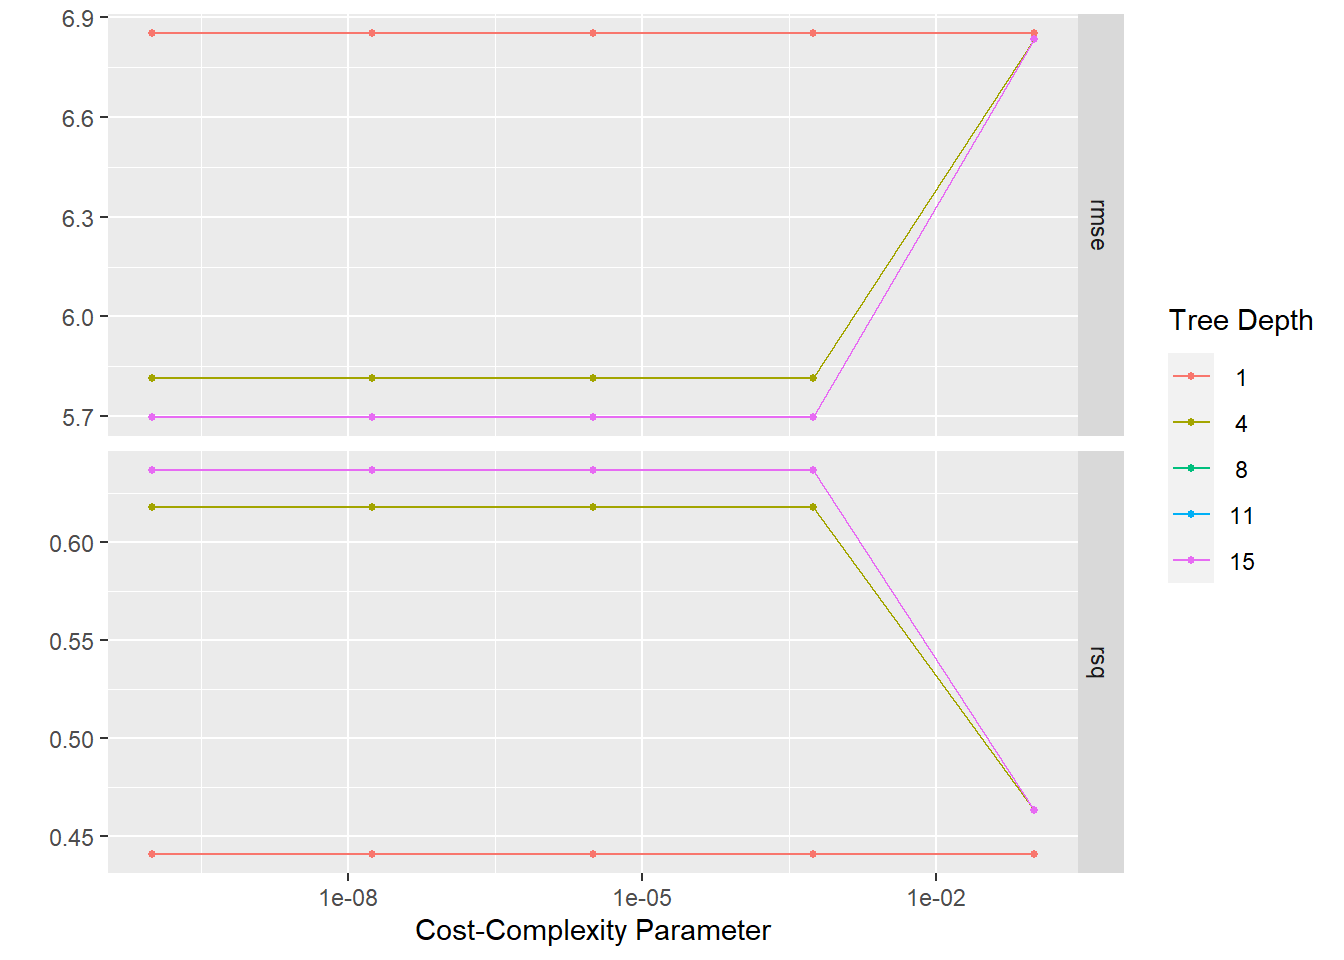 6.9
6.6
6.3
6.0
5.7
rmse
0.60
0.55
0.50
0.45
rsq
1e-08
1e-05
1e-02
Cost-Complexity Parameter
Tree Depth
1
4
8
11
15